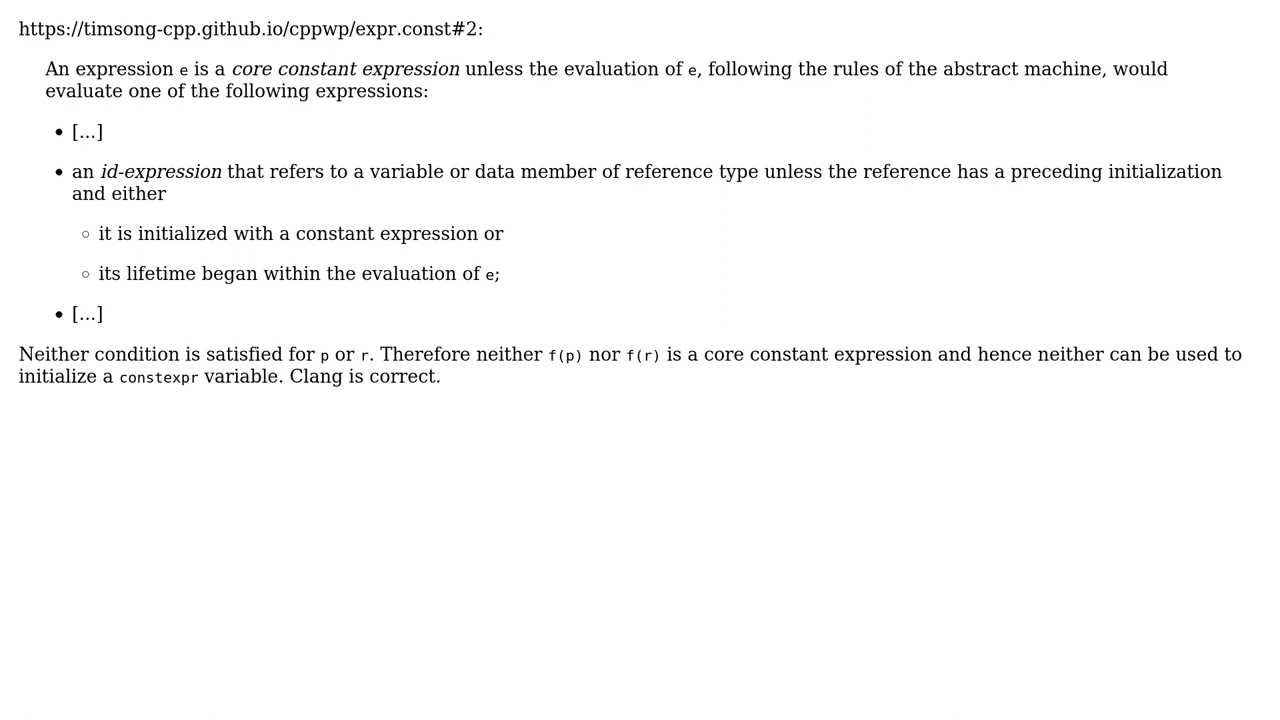 https://timsong-cpp.github.io/cppwp/expr.const#2:
An expression e is a core constant expression unless the evaluation of e, following the rules of the abstract machine, would
evaluate one of the following expressions:
• [...]
• an id-expression that refers to a variable or data member of reference type unless the reference has a preceding initialization
and either
◦ it is initialized with a constant expression or
◦ its lifetime began within the evaluation of e;
• [...]
Neither condition is satisfied for p or r. Therefore neither f(p) nor f(r) is a core constant expression and hence neither can be used to
initialize a constexpr variable. Clang is correct.